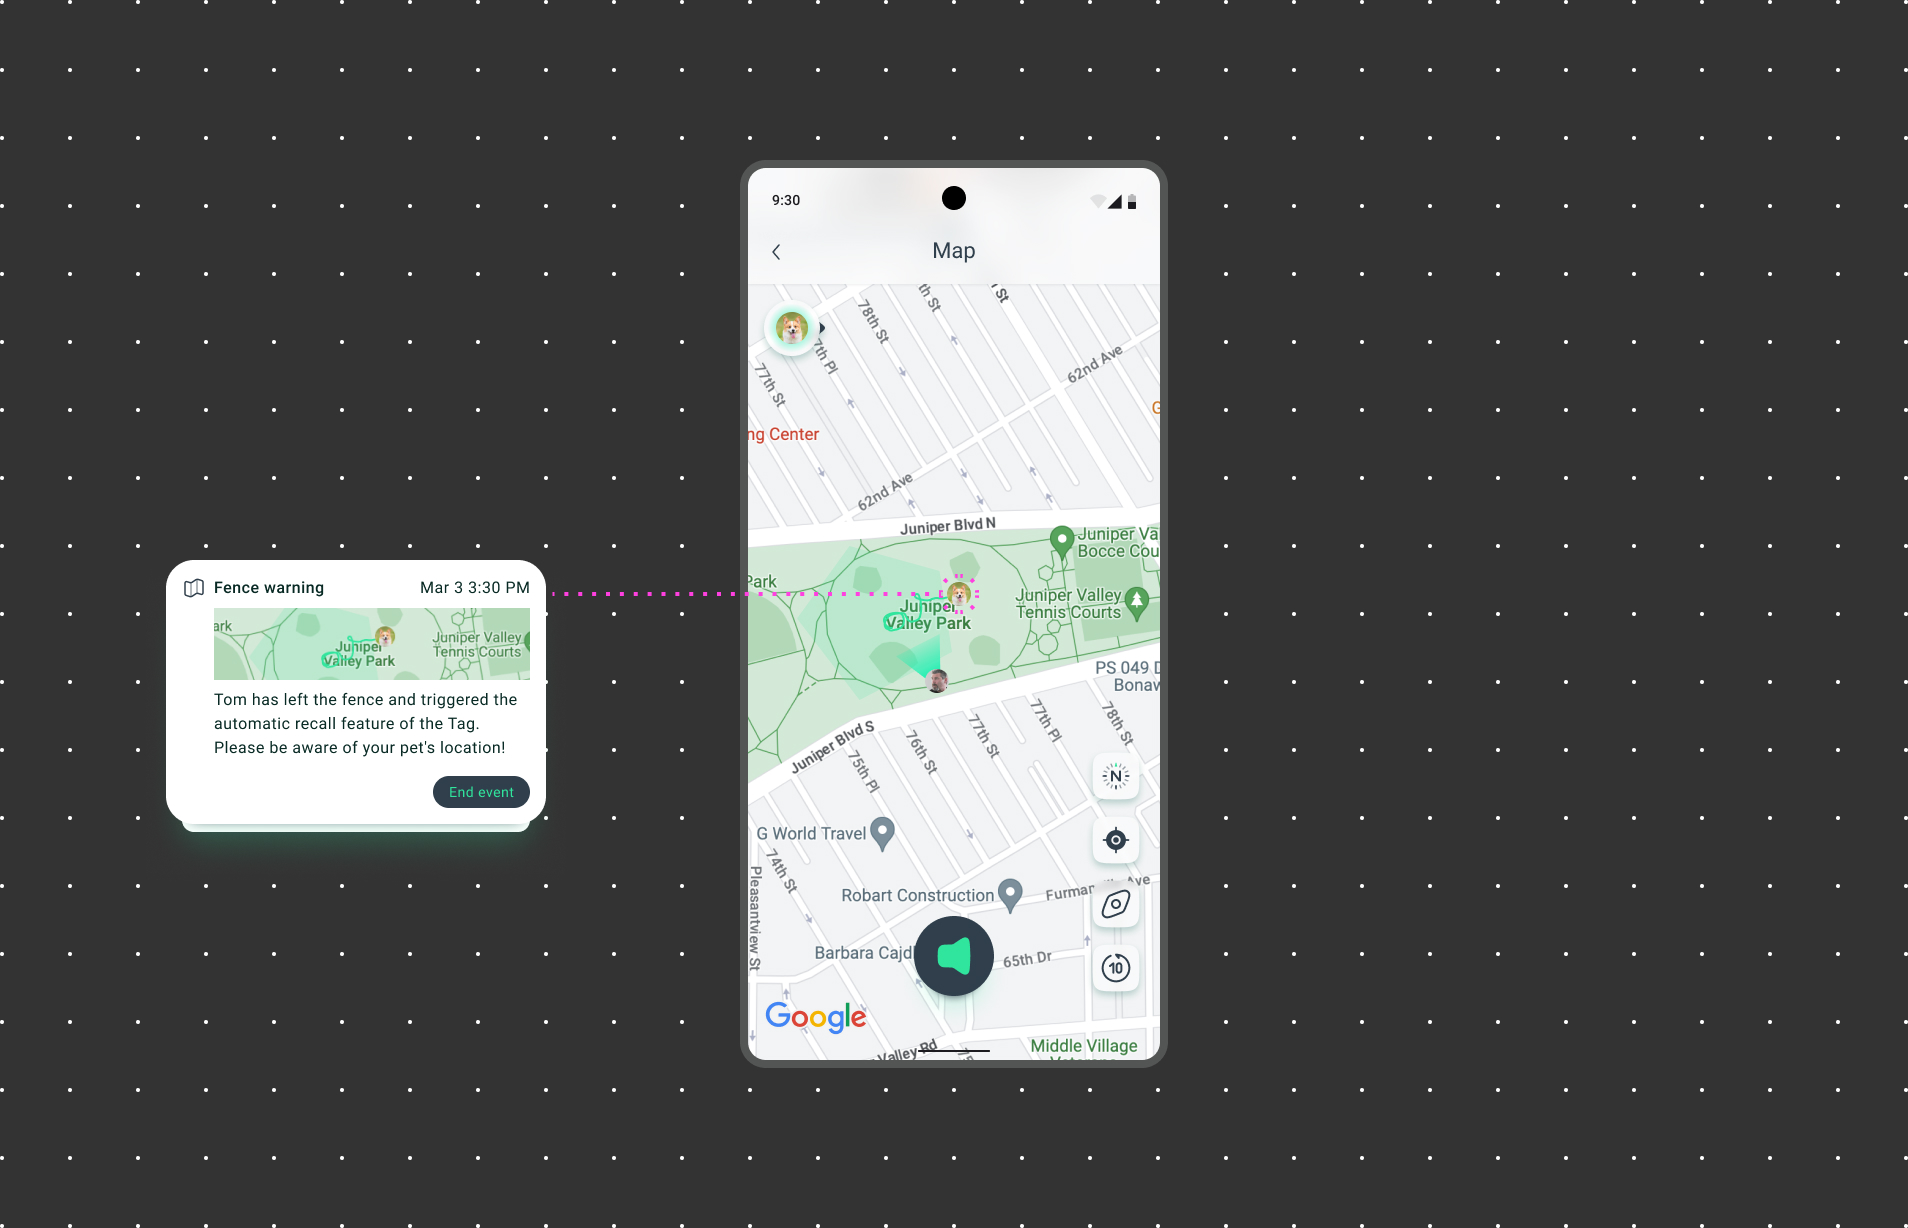 Fence warning
Mar 3 3:30 PM
ark
Juniper
Valley Park
Juniper Valley
Tennis Courts
Tom has left the fence and triggered the
automatic recall feature of the Tag.
Please be aware of your pet's location!
End event
9:30
Map
78th St
th St
St
7th Pl
77th St
62nd Ave
G
ng Center
62nd Ave
Juniper Blvd N
Juniper Va
Bocce Cou
Park
Juniper
Valley Park
Juniper Valley
Tennis Courts
PS 049 D
Bonav
Juniper Blvd S
75th Pl
76th St
77th St
77th Pl
78th St
N
G World Travel
74th St
Pleasantview St
Robart Construction
Furman Ave
Barbara Cajd
65th Dr
10
Google
Valley Rd
75
Middle Village